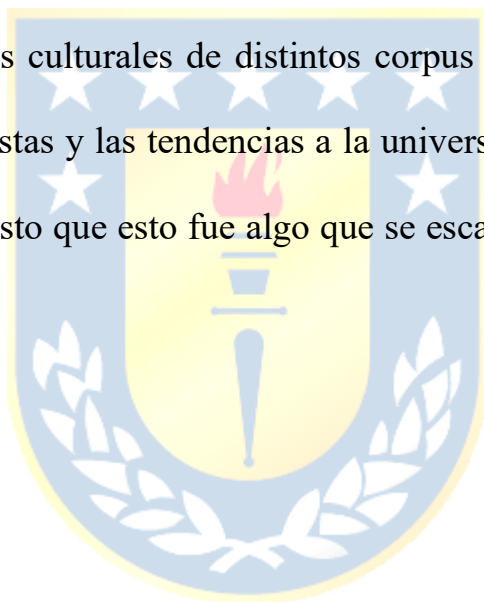 s culturales de distintos corpus
stas y las tendencias a la univers
sto que esto fue algo que se esca